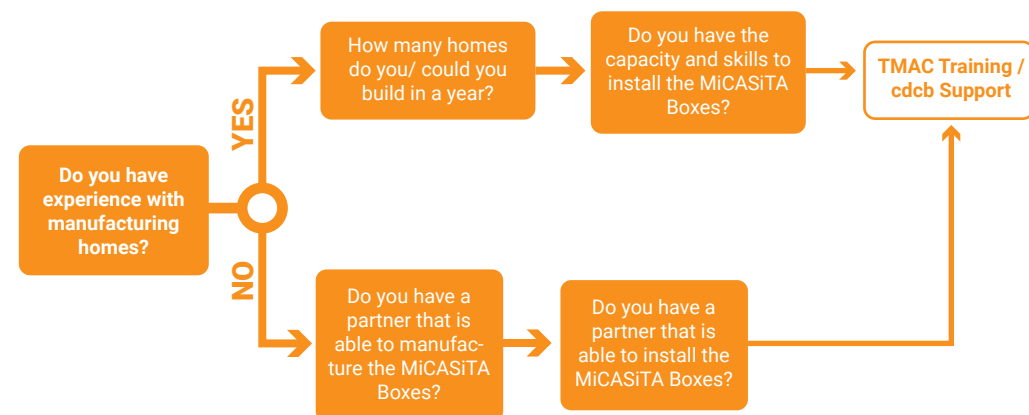 Do you have
experience with
manufacturing
homes?
YES
How many homes
do you/ could you
build in a year?
Do you have the
capacity and skills to
install the MiCASiTA
Boxes?
TMAC Training /
cdcb Support
NO
Do you have a
partner that is
able to manufac-
ture the MiCASiTA
Boxes?
Do you have a
partner that is
able to install the
MiCASiTA Boxes?